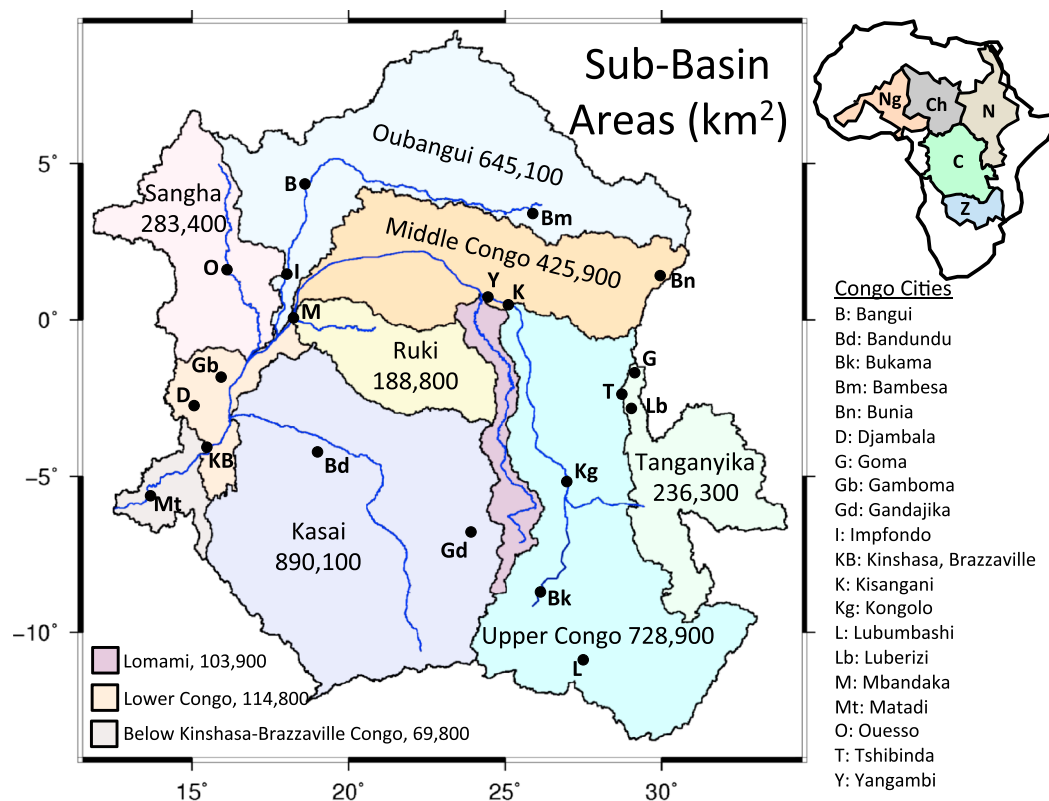 Sub-Basin
Areas (km²)
Oubangui 645,100
Sangha
283,400
Middle Congo 425,900
Ruki
188,800
Tanganyika
236,300
Kasai
890,100
Upper Congo 728,900
B
Bm
O
I
Y
K
Bn
M
Gb
D
G
T
Lb
KB
Bd
Kg
Mt
Gd
Bk
L
Lomami, 103,900
Lower Congo, 114,800
Below Kinshasa-Brazzaville Congo, 69,800
5°
0°
−5°
−10°
15°
20°
25°
30°
Ng
Ch
N
C
Z
Congo Cities
B: Bangui
Bd: Bandundu
Bk: Bukama
Bm: Bambesa
Bn: Bunia
D: Djambala
G: Goma
Gb: Gamboma
Gd: Gandajika
I: Impfondo
KB: Kinshasa, Brazzaville
K: Kisangani
Kg: Kongolo
L: Lubumbashi
Lb: Luberizi
M: Mbandaka
Mt: Matadi
O: Ouesso
T: Tshibinda
Y: Yangambi